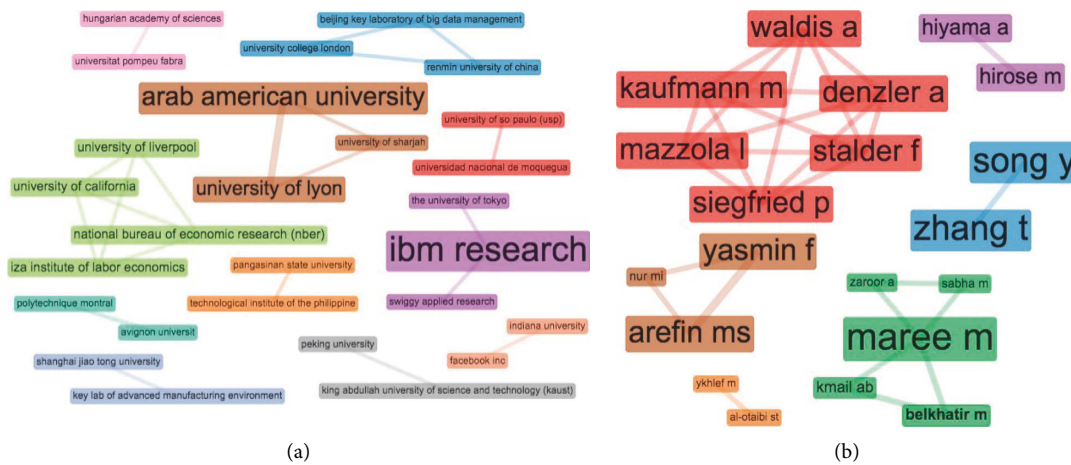 hungarian academy of sciences
universitat pompeu fabra
beijing key laboratory of big data management
university college london
renmin university of china
arab american university
university of sharjah
university of lyon
university of so paulo (usp)
universidad nacional de moquegua
university of liverpool
university of california
national bureau of economic research (nber)
iza institute of labor economics
the university of tokyo
ibm research
swiggy applied research
pangasinan state university
technological institute of the philippine
polytechnique montral
avignon universit
indiana university
facebook inc
shanghai jiao tong university
key lab of advanced manufacturing environment
peking university
king abdullah university of science and technology (kaust)
(a)
waldis a
kaufmann m
denzler a
mazzola l
stalder f
siegfried p
hiyama a
hirose m
song y
zhang t
yasmin f
nur mi
arefin ms
zaroor a
sabha m
maree m
kmail ab
belkhatir m
ykhlef m
al-otaibi st
(b)